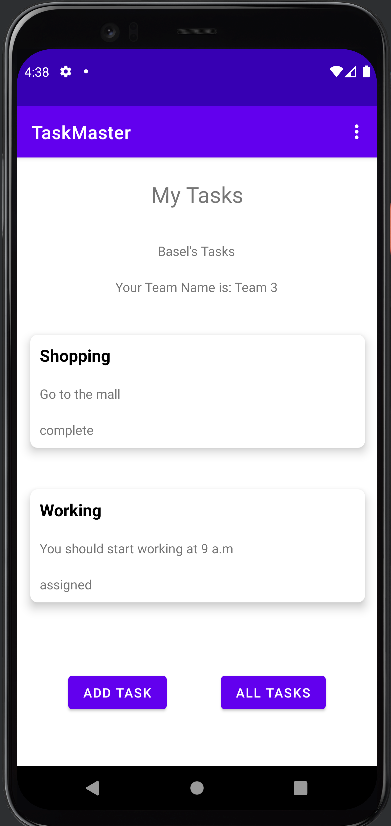 4:38
TaskMaster
My Tasks
Basel's Tasks
Your Team Name is: Team 3
Shopping
Go to the mall
complete
Working
You should start working at 9 a.m
assigned
ADD TASK
ALL TASKS